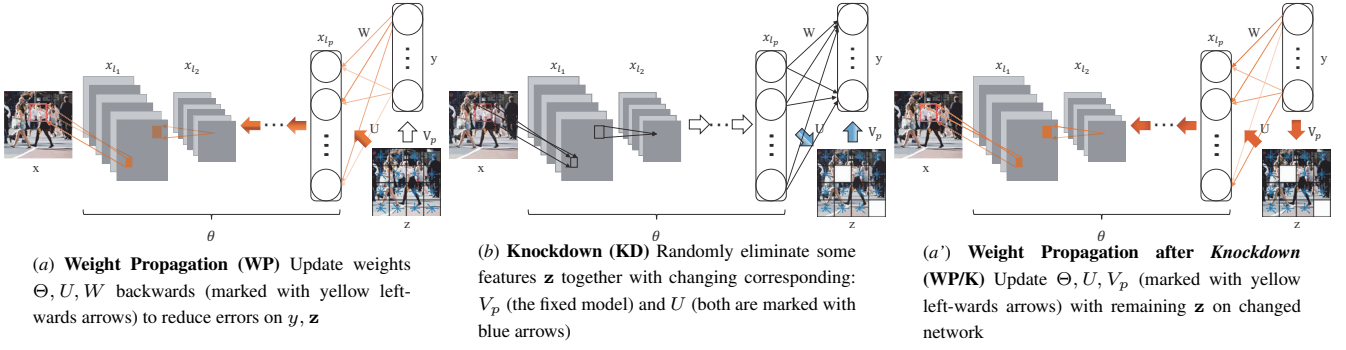 x_{l_1}
x_{l_2}
x_{l_p}
W
y
U
V_p
x
z
θ
(a) Weight Propagation (WP) Update weights
Θ, U, W backwards (marked with yellow left-
wards arrows) to reduce errors on y, z
x_{l_1}
x_{l_2}
x_{l_p}
W
y
U
V_p
x
z
θ
(b) Knockdown (KD) Randomly eliminate some
features z together with changing corresponding:
V_p (the fixed model) and U (both are marked with
blue arrows)
x_{l_1}
x_{l_2}
x_{l_p}
W
y
U
V_p
x
z
θ
(a') Weight Propagation after Knockdown
(WP/K) Update Θ, U, V_p (marked with yellow
left-wards arrows) with remaining z on changed
network